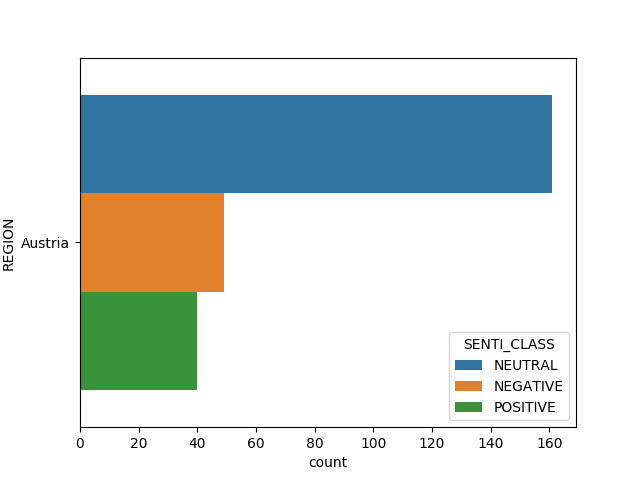 REGION
Austria
SENTI_CLASS
NEUTRAL
NEGATIVE
POSITIVE
0 20 40 60 80 100 120 140 160
count